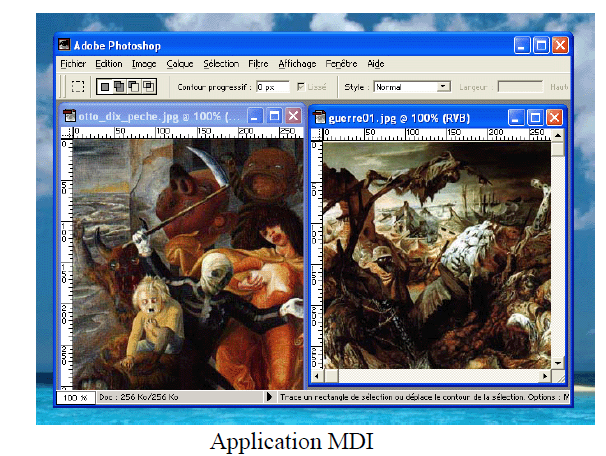 Adobe Photoshop
Fichier Edition Image Calque Sélection Filtre Affichage Fenêtre Aide
Contour progressif : 0 px Lissé Style : Normal Largeur : Haut
otto_dix_peche.jpg @ 100% (...
guerre01.jpg @ 100% (RVB)
0 50 100 150 200 250
0 50 100 150 200 250
100 % Doc : 256 Ko/256 Ko Trace un rectangle de sélection ou déplace le contour de la sélection. Options : M
Application MDI